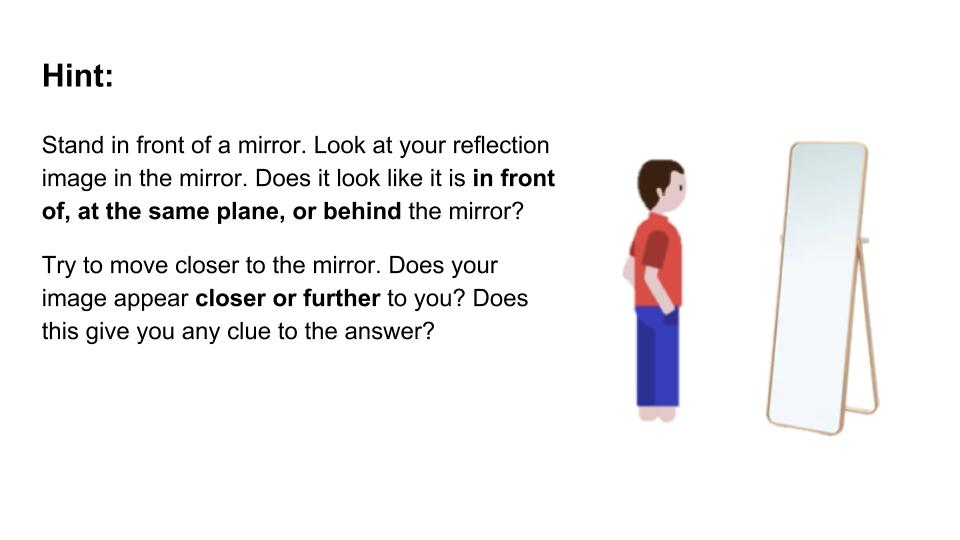 Hint:
Stand in front of a mirror. Look at your reflection
image in the mirror. Does it look like it is in front
of, at the same plane, or behind the mirror?
Try to move closer to the mirror. Does your
image appear closer or further to you? Does
this give you any clue to the answer?